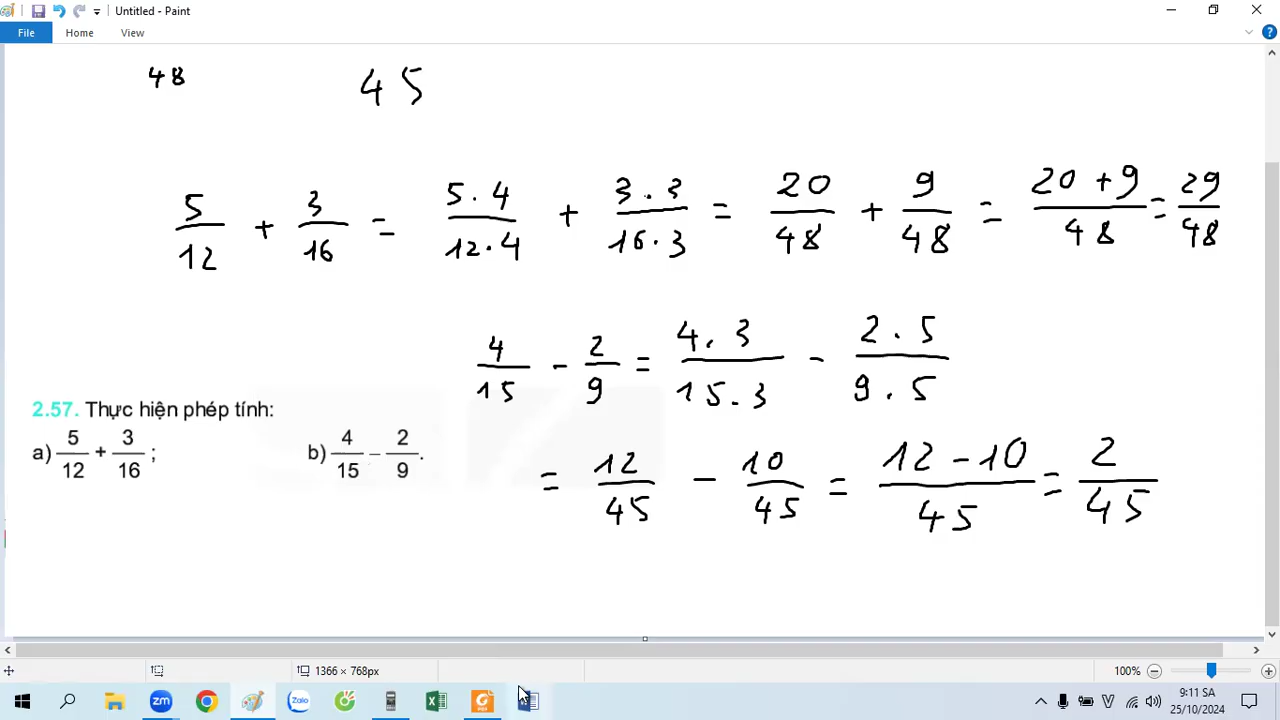 Untitled - Paint
File Home View
48 45
5/12 + 3/16 = 5.4/12.4 + 3.3/16.3 = 20/48 + 9/48 = 20+9/48 = 29/48
4/15 - 2/9 = 4.3/15.3 - 2.5/9.5
= 12/45 - 10/45 = 12-10/45 = 2/45
2.57. Thực hiện phép tính:
a) 5/12 + 3/16 ; b) 4/15 – 2/9.
1366 × 768px 100%
zm Zalo 9:11 SA
25/10/2024